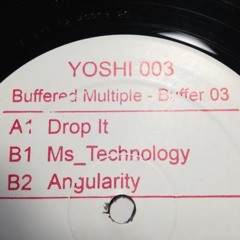 YOSHI 003
Buffered Multiple - Buffer 03
A1 Drop It
B1 Ms_Technology
B2 Angularity